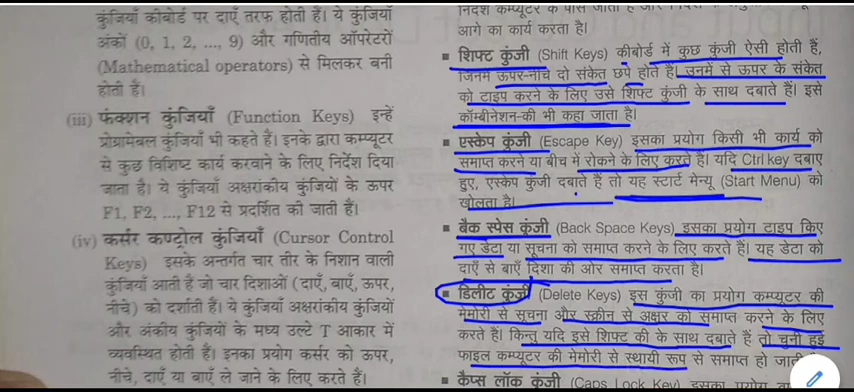 कुंजियाँ कीबोर्ड पर दाएँ तरफ होती हैं। ये कुंजियाँ
अंकों (0, 1, 2, ..., 9) और गणितीय ऑपरेटरों
(Mathematical operators) से मिलकर बनी
होती हैं।
(iii) फंक्शन कुंजियाँ (Function Keys) इन्हें
प्रोग्रामेबल कुंजियाँ भी कहते हैं। इनके द्वारा कम्प्यूटर
से कुछ विशिष्ट कार्य करवाने के लिए निर्देश दिया
जाता है। ये कुंजियाँ अक्षरांकीय कुंजियों के ऊपर
F1, F2, ..., F12 से प्रदर्शित की जाती हैं।
(iv) कर्सर कण्ट्रोल कुंजियाँ (Cursor Control
Keys) इसके अन्तर्गत चार तीर के निशान वाली
कुंजियाँ आती हैं जो चार दिशाओं (दाएँ, बाएँ, ऊपर,
नीचे) को दर्शाती हैं। ये कुंजियाँ अक्षरांकीय कुंजियों
और अंकीय कुंजियों के मध्य उल्टे T आकार में
व्यवस्थित होती हैं। इनका प्रयोग कर्सर को ऊपर,
नीचे, दाएँ या बाएँ ले जाने के लिए करते हैं।
निर्देश कम्प्यूटर के पास जाता है और
आगे का कार्य करता है।
▪ शिफ्ट कुंजी (Shift Keys) कीबोर्ड में कुछ कुंजी ऐसी होती हैं,
जिनमें ऊपर-नीचे दो संकेत छपे होते हैं। उनमें से ऊपर के संकेत
को टाइप करने के लिए उसे शिफ्ट कुंजी के साथ दबाते हैं। इसे
कॉम्बीनेशन-की भी कहा जाता है।
▪ एस्केप कुंजी (Escape Key) इसका प्रयोग किसी भी कार्य को
समाप्त करने या बीच में रोकने के लिए करते हैं। यदि Ctrl key दबाए
हुए, एस्केप कुंजी दबाते हैं तो यह स्टार्ट मेन्यू (Start Menu) को
खोलता है।
▪ बैक स्पेस कुंजी (Back Space Keys) इसका प्रयोग टाइप किए
गए डेटा या सूचना को समाप्त करने के लिए करते हैं। यह डेटा को
दाएँ से बाएँ दिशा की ओर समाप्त करता है।
▪ डिलीट कुंजी (Delete Keys) इस कुंजी का प्रयोग कम्प्यूटर की
मेमोरी से सूचना और स्क्रीन से अक्षर को समाप्त करने के लिए
करते हैं। किन्तु यदि इसे शिफ्ट की के साथ दबाते हैं तो चुनी हुई
फाइल कम्प्यूटर की मेमोरी से स्थायी रूप से समाप्त हो
▪ कैप्स लॉक कुंजी (Caps Lock Key) इसका प्रयोग